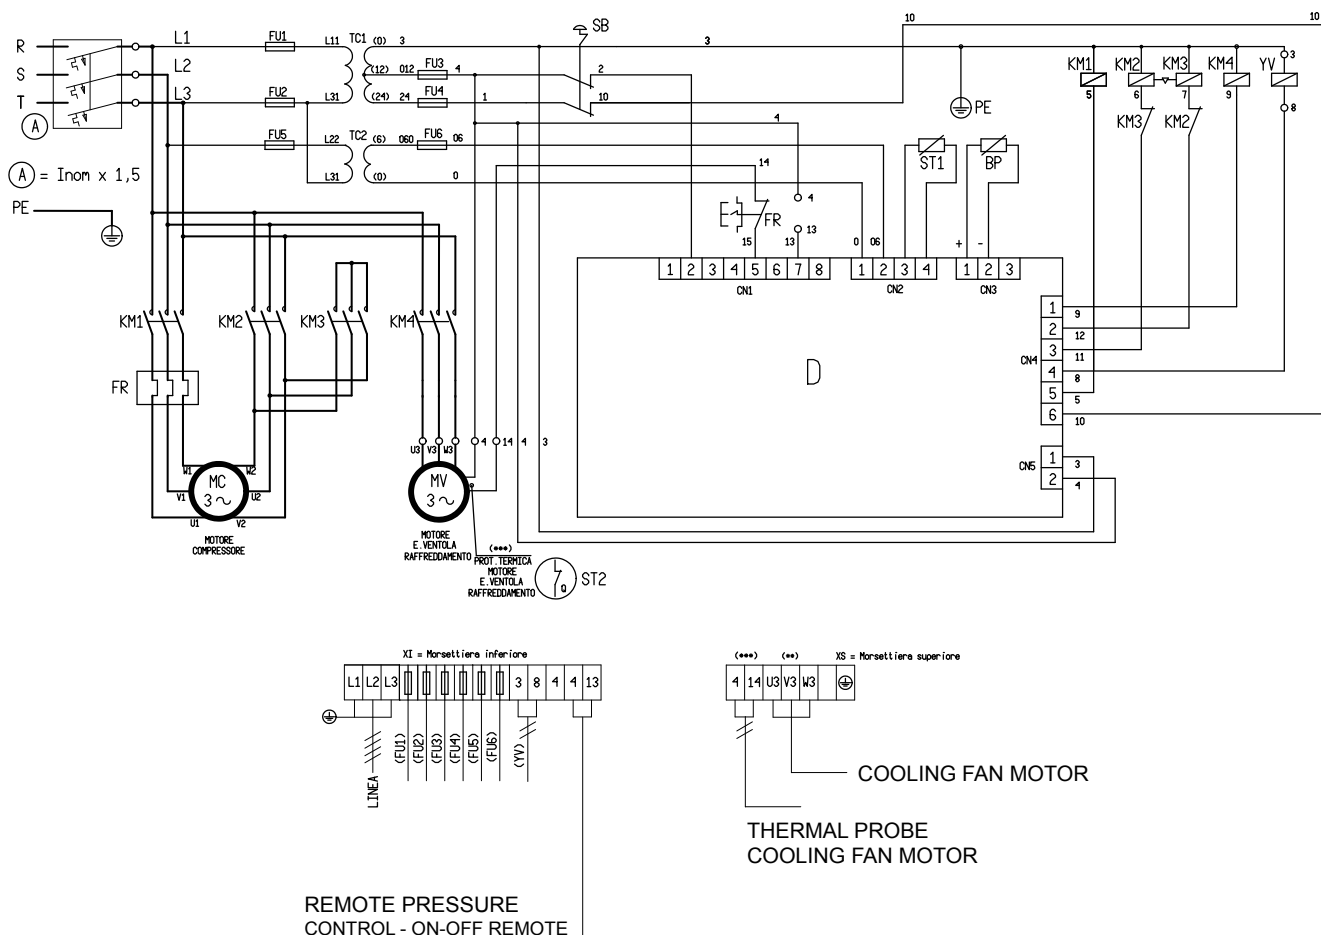 10 10
SB
R L1 FU1 L11 TC1 (0) 3 3
S L2 (12) 012 FU3 4 2
T L3 FU2 L31 (24) 24 FU4 1 10
KM1 KM2 KM3 KM4 YV 3
5 6 7 9 8
A PE
4
KM3 KM2
FU5 L22 TC2 (6) 060 FU6 06
ST1 BP
A = Inom x 1,5
L31 (0) 0 14
PE
4
FR
13
15 13 0 06 + -
1 2 3 4 5 6 7 8 1 2 3 4 1 2 3
CN1 CN2 CN3
KM1 KM2 KM3 KM4
1 9
2 12
3 11
CN4
4 8
5 5
6 10
D
FR
U3 V3 W3 4 14 4 3
CN5
1 3
2 4
W1 W2
MC
3 ~
V1 U2
U1 V2
MV
3 ~
MOTORE
COMPRESSORE
MOTORE
E.VENTOLA
RAFFREDDAMENTO
(***)
PROT.TERMICA
MOTORE
E.VENTOLA
RAFFREDDAMENTO
Q
ST2
XI = Morsettiera inferiore
L1 L2 L3 3 8 4 4 13
LINEA
(FU1) (FU2) (FU3) (FU4) (FU5) (FU6) (YV)
(***) (**) XS = Morsettiera superiore
4 14 U3 V3 W3
COOLING FAN MOTOR
THERMAL PROBE
COOLING FAN MOTOR
REMOTE PRESSURE
CONTROL - ON-OFF REMOTE